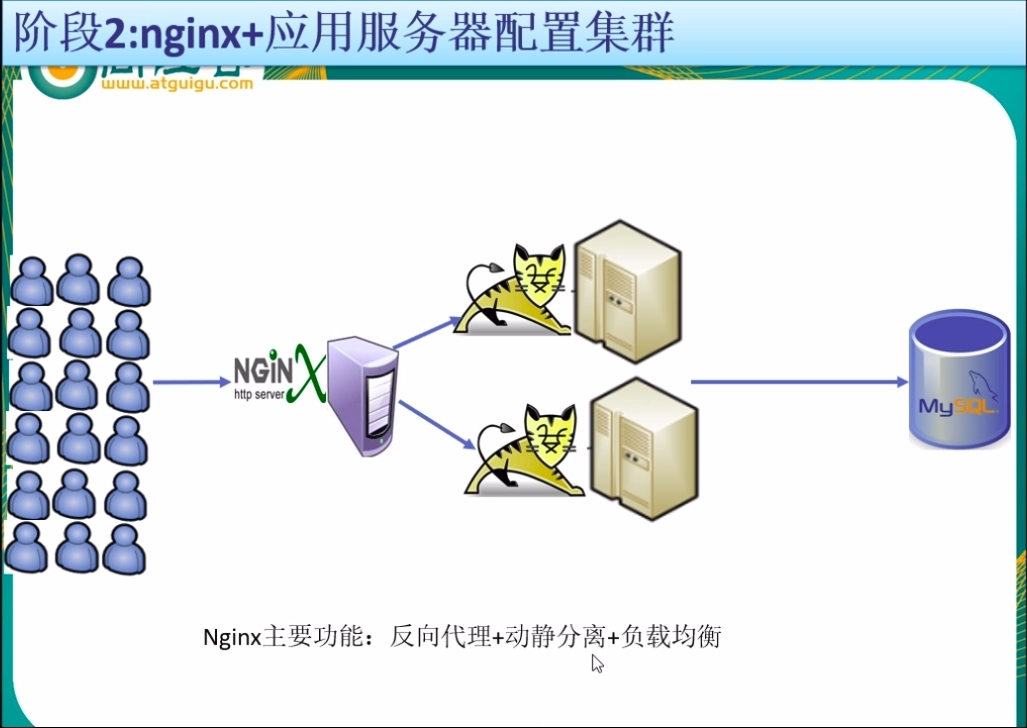 阶段2:nginx+应用服务器配置集群
www.atguigu.com
NGiNX
http server
MySQL
Nginx主要功能：反向代理+动静分离+负载均衡